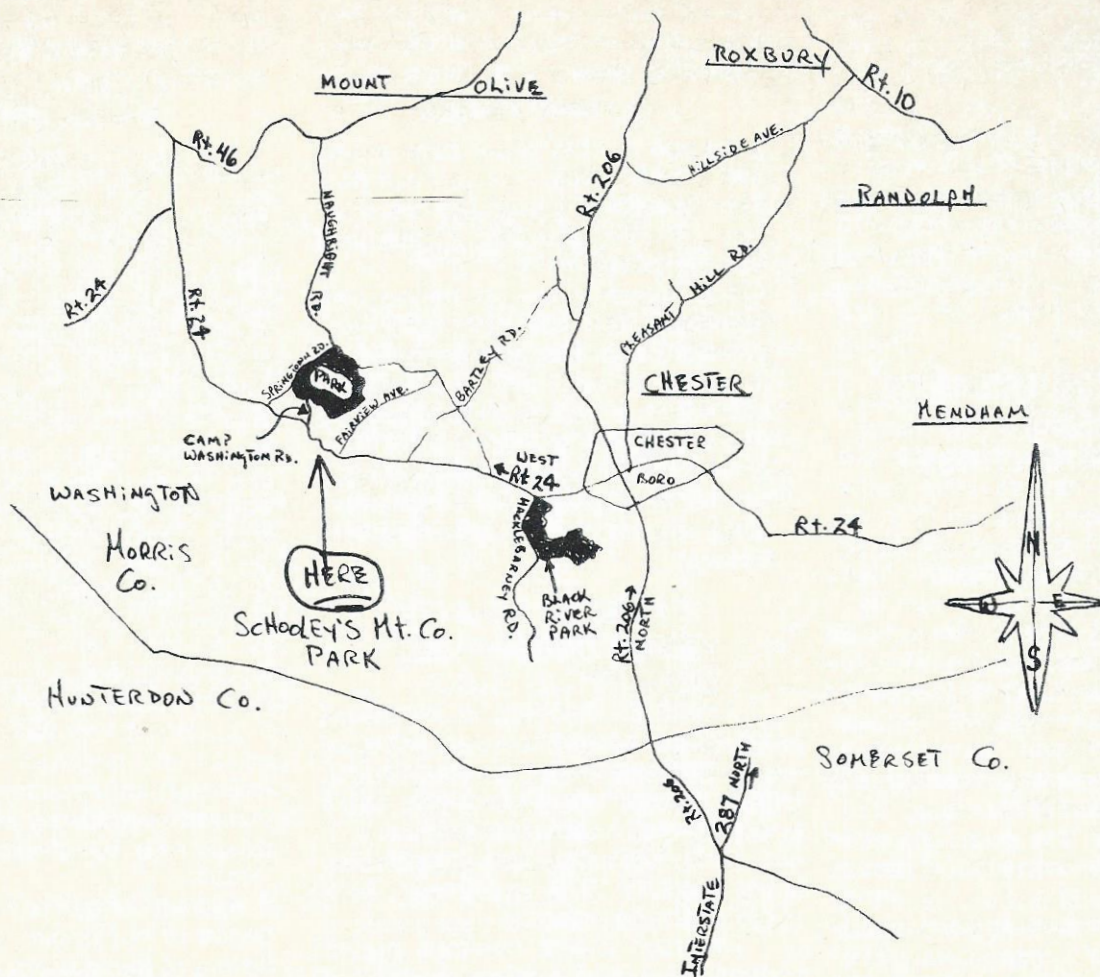 ROXBURY
MOUNT OLIVE
Rt. 10
Rt. 46
HILLSIDE AVE.
Rt. 206
RANDOLPH
NAUGHRIGHT RD.
Rt. 24
Rt. 24
PLEASANT HILL RD.
BARTLEY RD.
SPRINGTOWN RD.
PARK
FAIRVIEW AVE.
CHESTER
MENDHAM
CAMP
WASHINGTON RD.
CHESTER
BORO
WEST
Rt 24
WASHINGTON
HACKLEBARNEY RD.
Rt. 24
MORRIS
Co.
N
HERE
BLACK
RIVER
PARK
W
E
SCHOOLEY'S Mt. Co.
PARK
Rt. 206
NORTH
S
HUNTERDON Co.
SOMERSET Co.
Rt. 206
287 NORTH
INTERSTATE